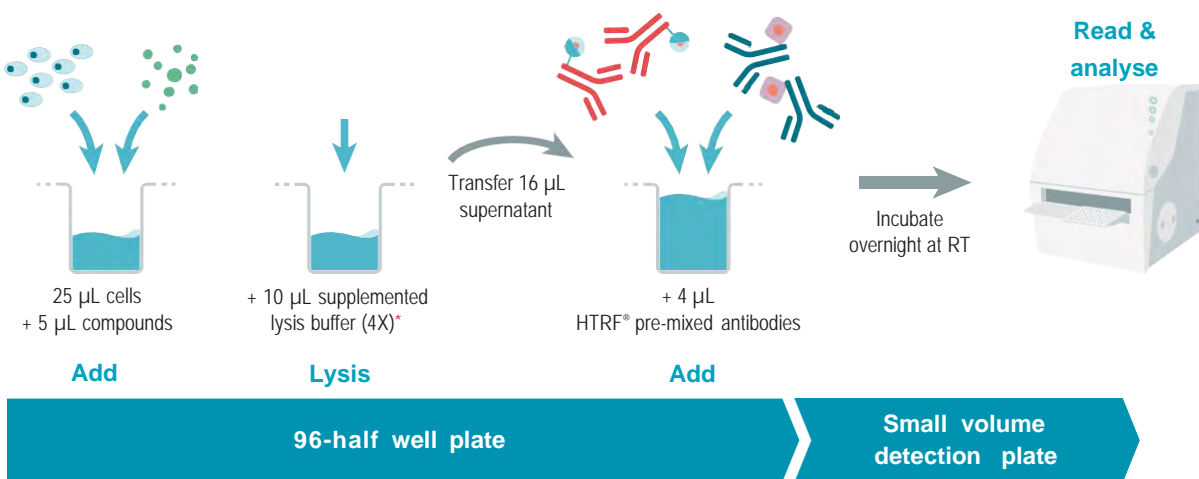 Read &
analyse
Transfer 16 µL
supernatant
Incubate
overnight at RT
25 µL cells
+ 5 µL compounds
+ 10 µL supplemented
lysis buffer (4X)*
+ 4 µL
HTRF® pre-mixed antibodies
Add
Lysis
Add
96-half well plate
Small volume
detection plate